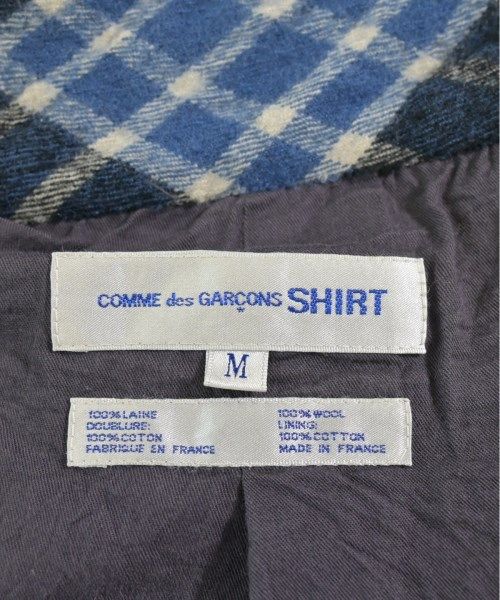 COMME des GARÇONS SHIRT
M
100% LAINE
DOUBLURE:
100% COTON
FABRIQUE EN FRANCE
100% WOOL
LINING:
100% COTTON
MADE IN FRANCE